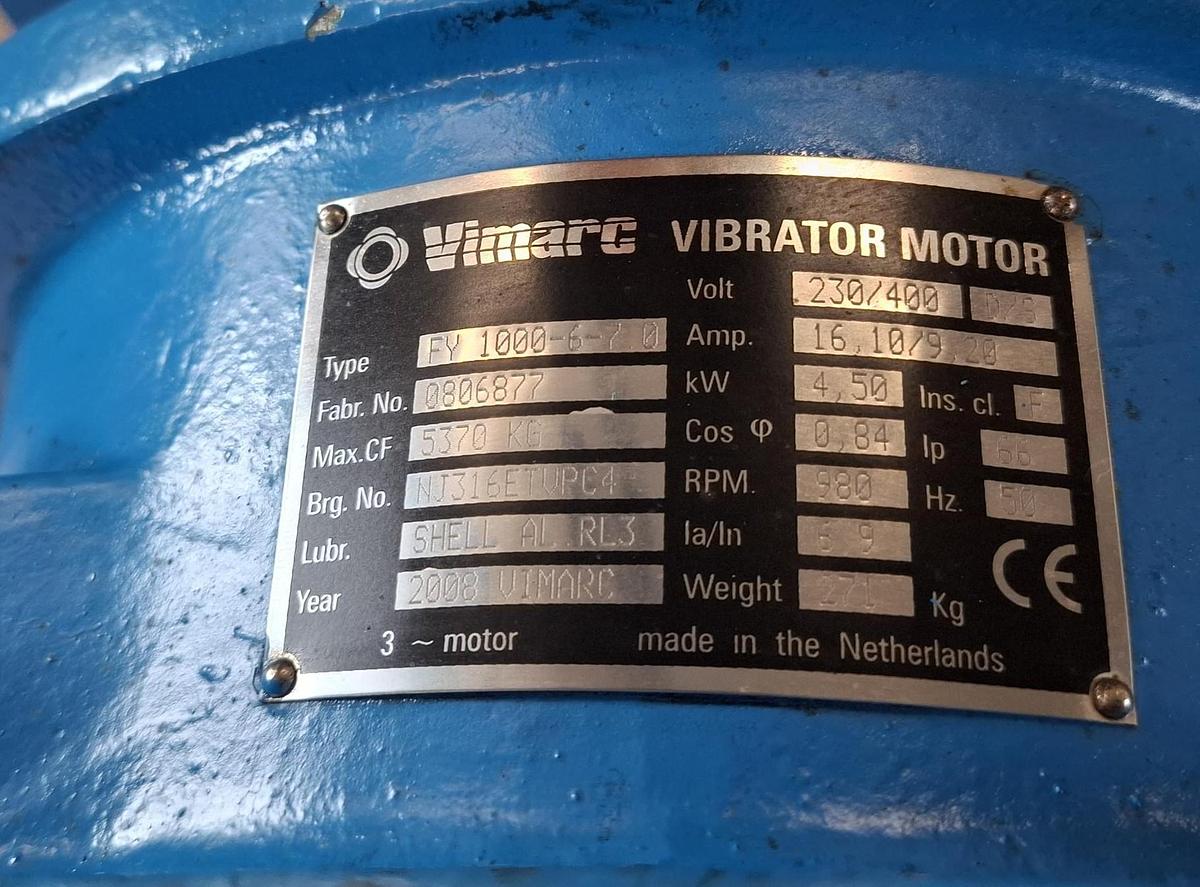 Vimarc VIBRATOR MOTOR
Volt 230/400 D/S
Type FY 1000-6-7.0 Amp. 16,10/9,20
Fabr. No. 0806877 kW 4,50 Ins. cl. F
Max.CF 5370 KG Cos φ 0,84 Ip 66
Brg. No. NJ316ETVPC4 RPM. 980 Hz. 50
Lubr. SHELL AL.RL3 Ia/In 6.9
Year 2008 VIMARC Weight 271 Kg CE
3 ~ motor made in the Netherlands